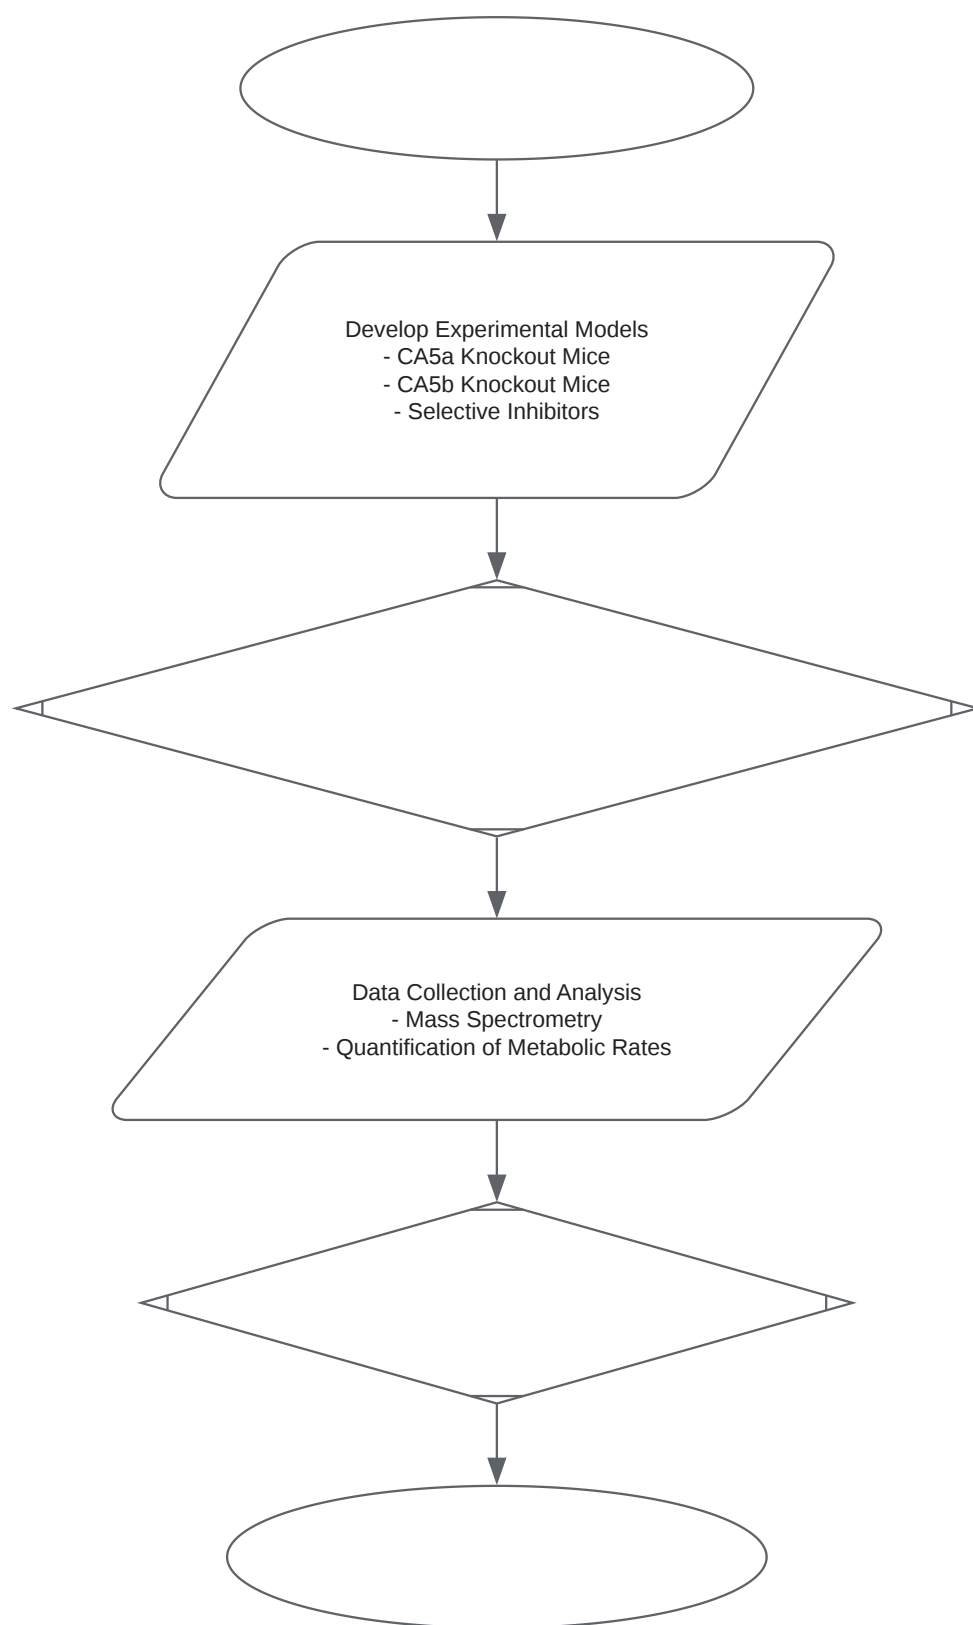 Develop Experimental Models
- CA5a Knockout Mice
- CA5b Knockout Mice
- Selective Inhibitors
Data Collection and Analysis
- Mass Spectrometry
- Quantification of Metabolic Rates